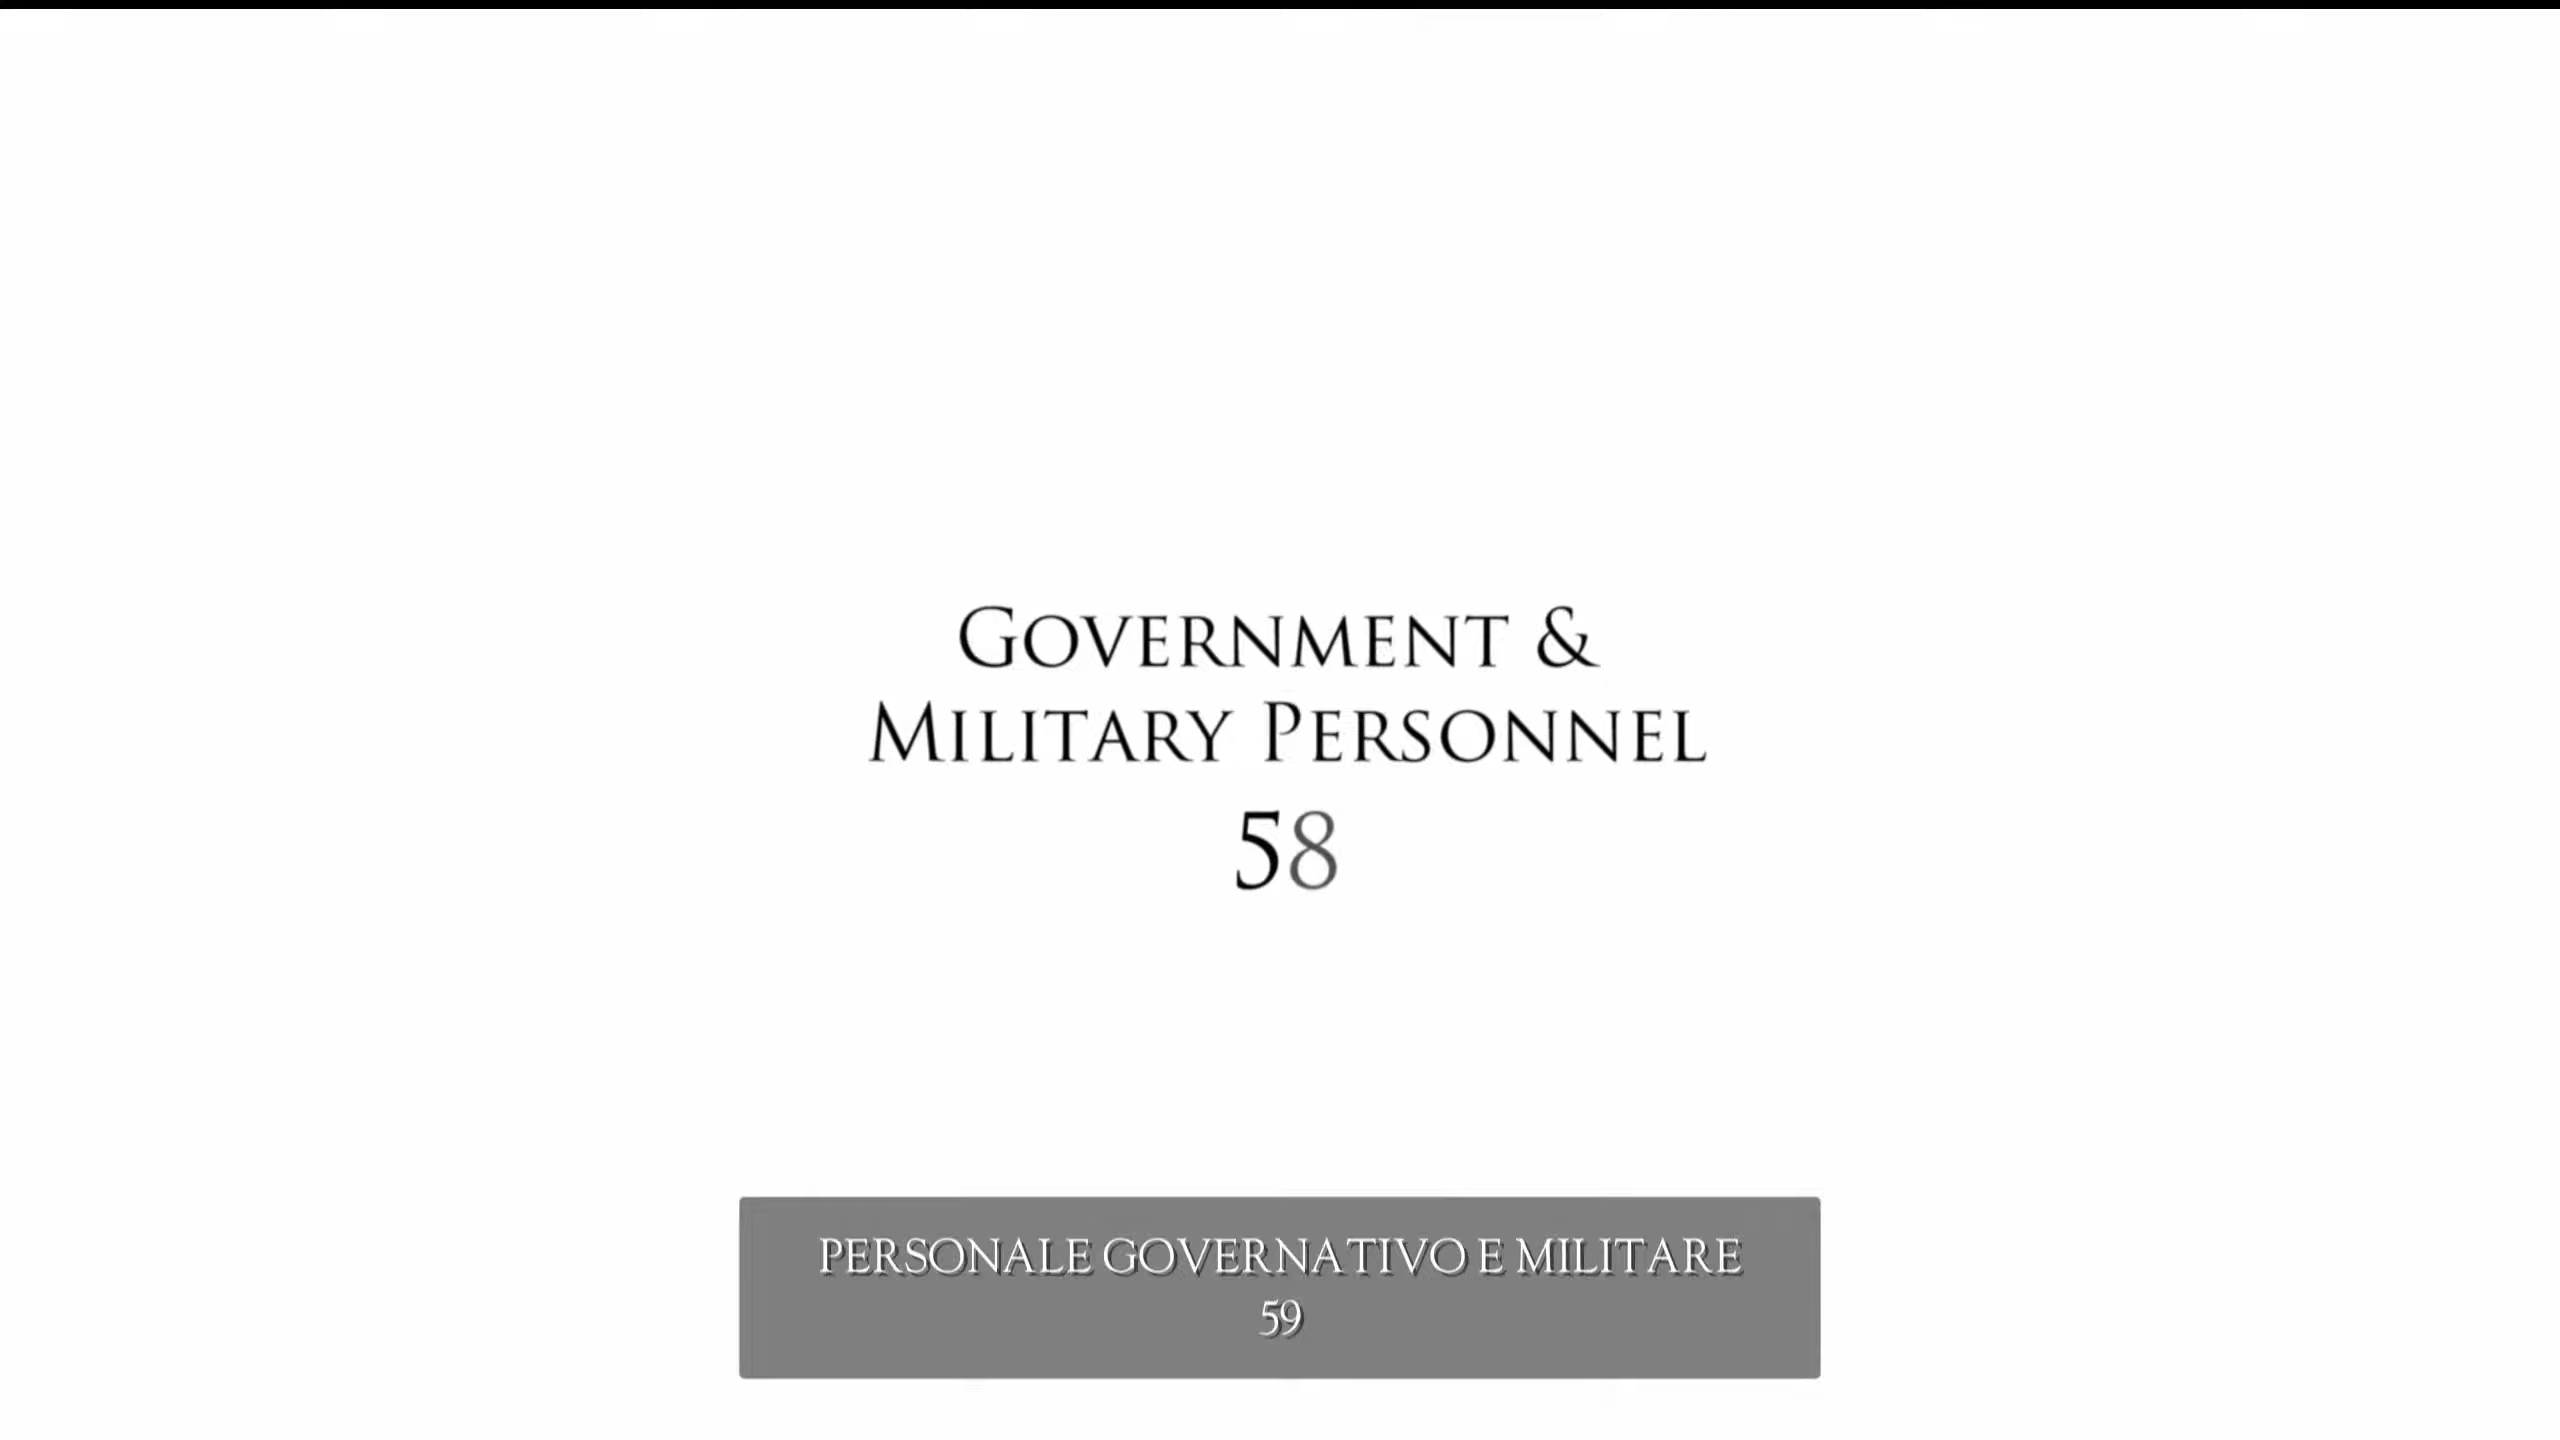 GOVERNMENT &
MILITARY PERSONNEL
58
PERSONALE GOVERNATIVO E MILITARE
59